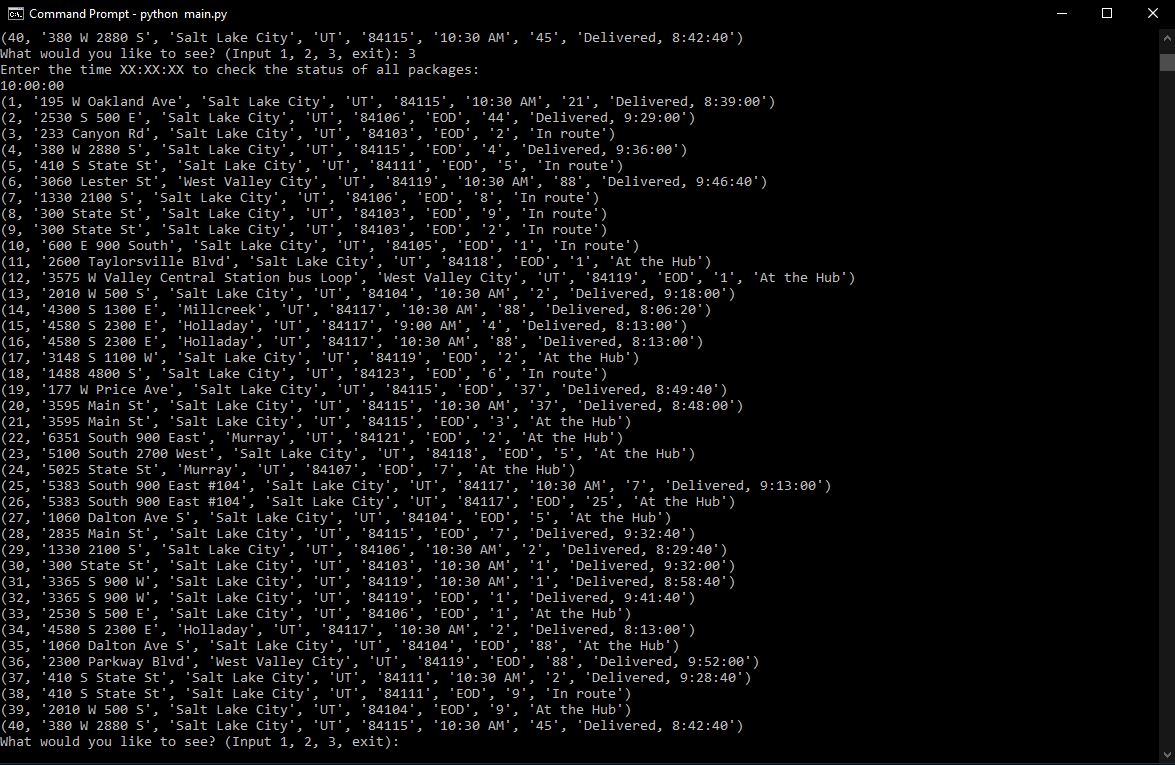 Command Prompt - python  main.py
(40, '380 W 2880 S', 'Salt Lake City', 'UT', '84115', '10:30 AM', '45', 'Delivered, 8:42:40')
What would you like to see? (Input 1, 2, 3, exit): 3
Enter the time XX:XX:XX to check the status of all packages:
10:00:00
(1, '195 W Oakland Ave', 'Salt Lake City', 'UT', '84115', '10:30 AM', '21', 'Delivered, 8:39:00')
(2, '2530 S 500 E', 'Salt Lake City', 'UT', '84106', 'EOD', '44', 'Delivered, 9:29:00')
(3, '233 Canyon Rd', 'Salt Lake City', 'UT', '84103', 'EOD', '2', 'In route')
(4, '380 W 2880 S', 'Salt Lake City', 'UT', '84115', 'EOD', '4', 'Delivered, 9:36:00')
(5, '410 S State St', 'Salt Lake City', 'UT', '84111', 'EOD', '5', 'In route')
(6, '3060 Lester St', 'West Valley City', 'UT', '84119', '10:30 AM', '88', 'Delivered, 9:46:40')
(7, '1330 2100 S', 'Salt Lake City', 'UT', '84106', 'EOD', '8', 'In route')
(8, '300 State St', 'Salt Lake City', 'UT', '84103', 'EOD', '9', 'In route')
(9, '300 State St', 'Salt Lake City', 'UT', '84103', 'EOD', '2', 'In route')
(10, '600 E 900 South', 'Salt Lake City', 'UT', '84105', 'EOD', '1', 'In route')
(11, '2600 Taylorsville Blvd', 'Salt Lake City', 'UT', '84118', 'EOD', '1', 'At the Hub')
(12, '3575 W Valley Central Station bus Loop', 'West Valley City', 'UT', '84119', 'EOD', '1', 'At the Hub')
(13, '2010 W 500 S', 'Salt Lake City', 'UT', '84104', '10:30 AM', '2', 'Delivered, 9:18:00')
(14, '4300 S 1300 E', 'Millcreek', 'UT', '84117', '10:30 AM', '88', 'Delivered, 8:06:20')
(15, '4580 S 2300 E', 'Holladay', 'UT', '84117', '9:00 AM', '4', 'Delivered, 8:13:00')
(16, '4580 S 2300 E', 'Holladay', 'UT', '84117', '10:30 AM', '88', 'Delivered, 8:13:00')
(17, '3148 S 1100 W', 'Salt Lake City', 'UT', '84119', 'EOD', '2', 'At the Hub')
(18, '1488 4800 S', 'Salt Lake City', 'UT', '84123', 'EOD', '6', 'In route')
(19, '177 W Price Ave', 'Salt Lake City', 'UT', '84115', 'EOD', '37', 'Delivered, 8:49:40')
(20, '3595 Main St', 'Salt Lake City', 'UT', '84115', '10:30 AM', '37', 'Delivered, 8:48:00')
(21, '3595 Main St', 'Salt Lake City', 'UT', '84115', 'EOD', '3', 'At the Hub')
(22, '6351 South 900 East', 'Murray', 'UT', '84121', 'EOD', '2', 'At the Hub')
(23, '5100 South 2700 West', 'Salt Lake City', 'UT', '84118', 'EOD', '5', 'At the Hub')
(24, '5025 State St', 'Murray', 'UT', '84107', 'EOD', '7', 'At the Hub')
(25, '5383 South 900 East #104', 'Salt Lake City', 'UT', '84117', '10:30 AM', '7', 'Delivered, 9:13:00')
(26, '5383 South 900 East #104', 'Salt Lake City', 'UT', '84117', 'EOD', '25', 'At the Hub')
(27, '1060 Dalton Ave S', 'Salt Lake City', 'UT', '84104', 'EOD', '5', 'At the Hub')
(28, '2835 Main St', 'Salt Lake City', 'UT', '84115', 'EOD', '7', 'Delivered, 9:32:40')
(29, '1330 2100 S', 'Salt Lake City', 'UT', '84106', '10:30 AM', '2', 'Delivered, 8:29:40')
(30, '300 State St', 'Salt Lake City', 'UT', '84103', '10:30 AM', '1', 'Delivered, 9:32:00')
(31, '3365 S 900 W', 'Salt Lake City', 'UT', '84119', '10:30 AM', '1', 'Delivered, 8:58:40')
(32, '3365 S 900 W', 'Salt Lake City', 'UT', '84119', 'EOD', '1', 'Delivered, 9:41:40')
(33, '2530 S 500 E', 'Salt Lake City', 'UT', '84106', 'EOD', '1', 'At the Hub')
(34, '4580 S 2300 E', 'Holladay', 'UT', '84117', '10:30 AM', '2', 'Delivered, 8:13:00')
(35, '1060 Dalton Ave S', 'Salt Lake City', 'UT', '84104', 'EOD', '88', 'At the Hub')
(36, '2300 Parkway Blvd', 'West Valley City', 'UT', '84119', 'EOD', '88', 'Delivered, 9:52:00')
(37, '410 S State St', 'Salt Lake City', 'UT', '84111', '10:30 AM', '2', 'Delivered, 9:28:40')
(38, '410 S State St', 'Salt Lake City', 'UT', '84111', 'EOD', '9', 'In route')
(39, '2010 W 500 S', 'Salt Lake City', 'UT', '84104', 'EOD', '9', 'At the Hub')
(40, '380 W 2880 S', 'Salt Lake City', 'UT', '84115', '10:30 AM', '45', 'Delivered, 8:42:40')
What would you like to see? (Input 1, 2, 3, exit):